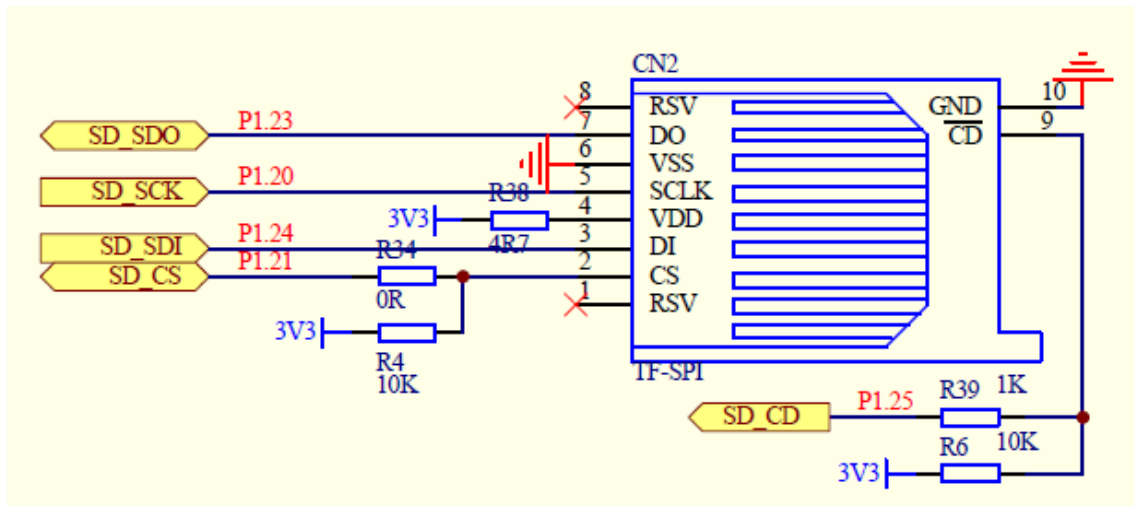 CN2
8 RSV
GND 10
P1.23
SD_SDO
7 DO
CD 9
6 VSS
P1.20
SD_SCK
5 SCLK
R38
3V3
4 VDD
4R7
P1.24
SD_SDI
3 DI
P1.21
R34
SD_CS
2 CS
0R
1 RSV
3V3
R4
10K
TF-SPI
R39 1K
P1.25
SD_CD
R6 10K
3V3